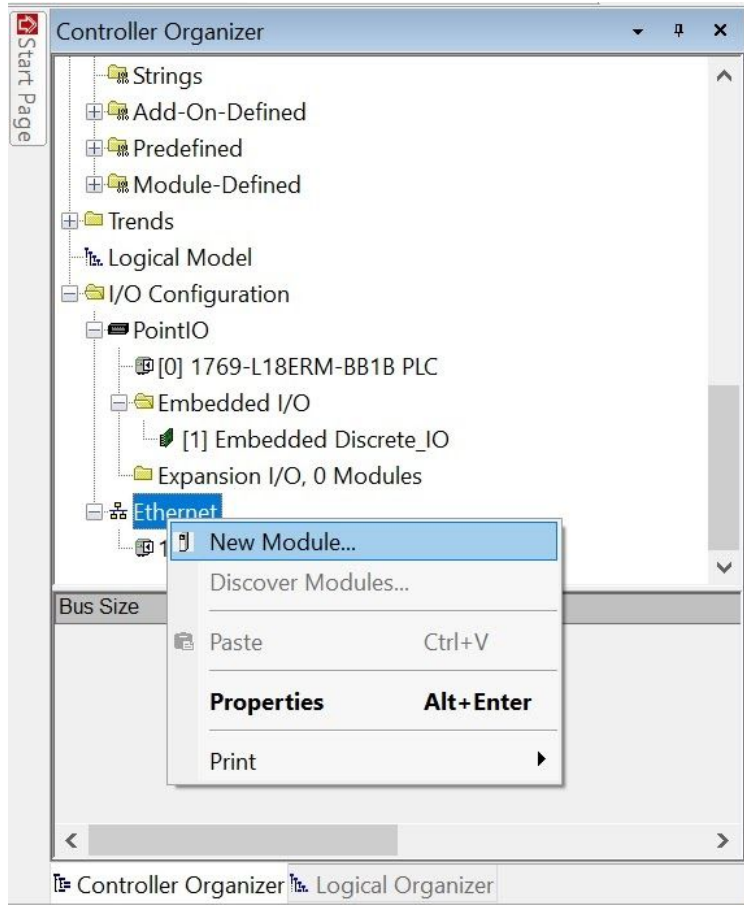 Start Page
Controller Organizer
Strings
Add-On-Defined
Predefined
Module-Defined
Trends
Logical Model
I/O Configuration
PointIO
[0] 1769-L18ERM-BB1B PLC
Embedded I/O
[1] Embedded Discrete_IO
Expansion I/O, 0 Modules
Ethernet
1
New Module...
Discover Modules...
Bus Size
Paste Ctrl+V
Properties Alt+Enter
Print
Controller Organizer Logical Organizer